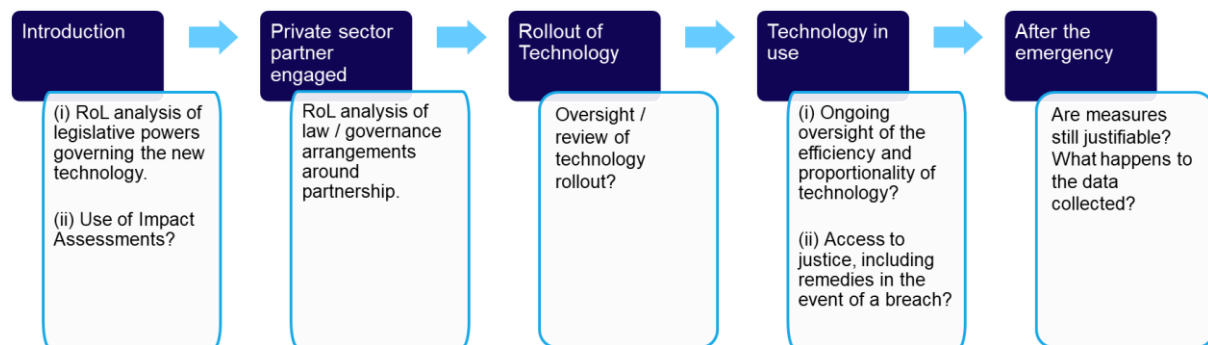 Introduction
(i) RoL analysis of
legislative powers
governing the new
technology.
(ii) Use of Impact
Assessments?
Private sector
partner
engaged
RoL analysis of
law / governance
arrangements
around
partnership.
Rollout of
Technology
Oversight /
review of
technology
rollout?
Technology in
use
(i) Ongoing
oversight of the
efficiency and
proportionality of
technology?
(ii) Access to
justice, including
remedies in the
event of a breach?
After the
emergency
Are measures
still justifiable?
What happens to
the data
collected?